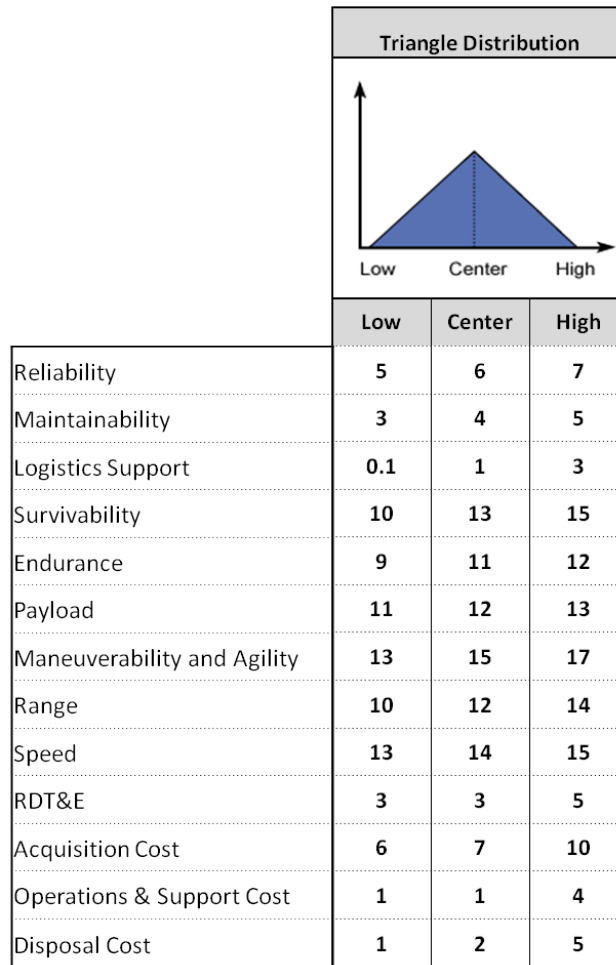 Triangle Distribution
Low Center High
Low Center High
Reliability 5 6 7
Maintainability 3 4 5
Logistics Support 0.1 1 3
Survivability 10 13 15
Endurance 9 11 12
Payload 11 12 13
Maneuverability and Agility 13 15 17
Range 10 12 14
Speed 13 14 15
RDT&E 3 3 5
Acquisition Cost 6 7 10
Operations & Support Cost 1 1 4
Disposal Cost 1 2 5